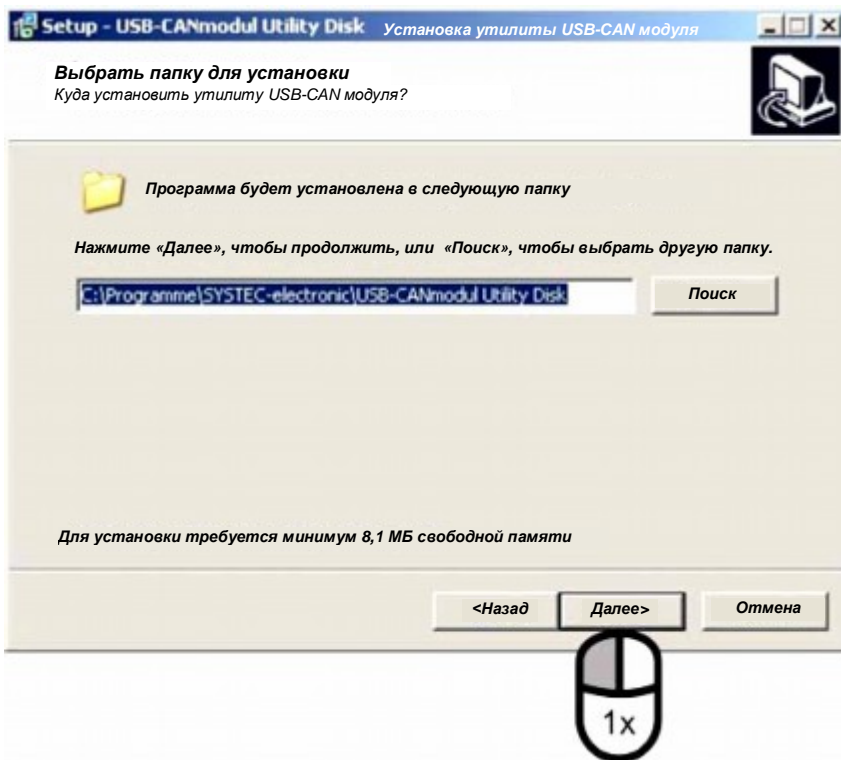 Setup - USB-CANmodul Utility Disk Установка утилиты USB-CAN модуля
Выбрать папку для установки
Куда установить утилиту USB-CAN модуля?
Программа будет установлена в следующую папку
Нажмите «Далее», чтобы продолжить, или «Поиск», чтобы выбрать другую папку.
C:\Programme\SYSTEC-electronic\USB-CANmodul Utility Disk Поиск
Для установки требуется минимум 8,1 МБ свободной памяти
<Назад Далее> Отмена
1x